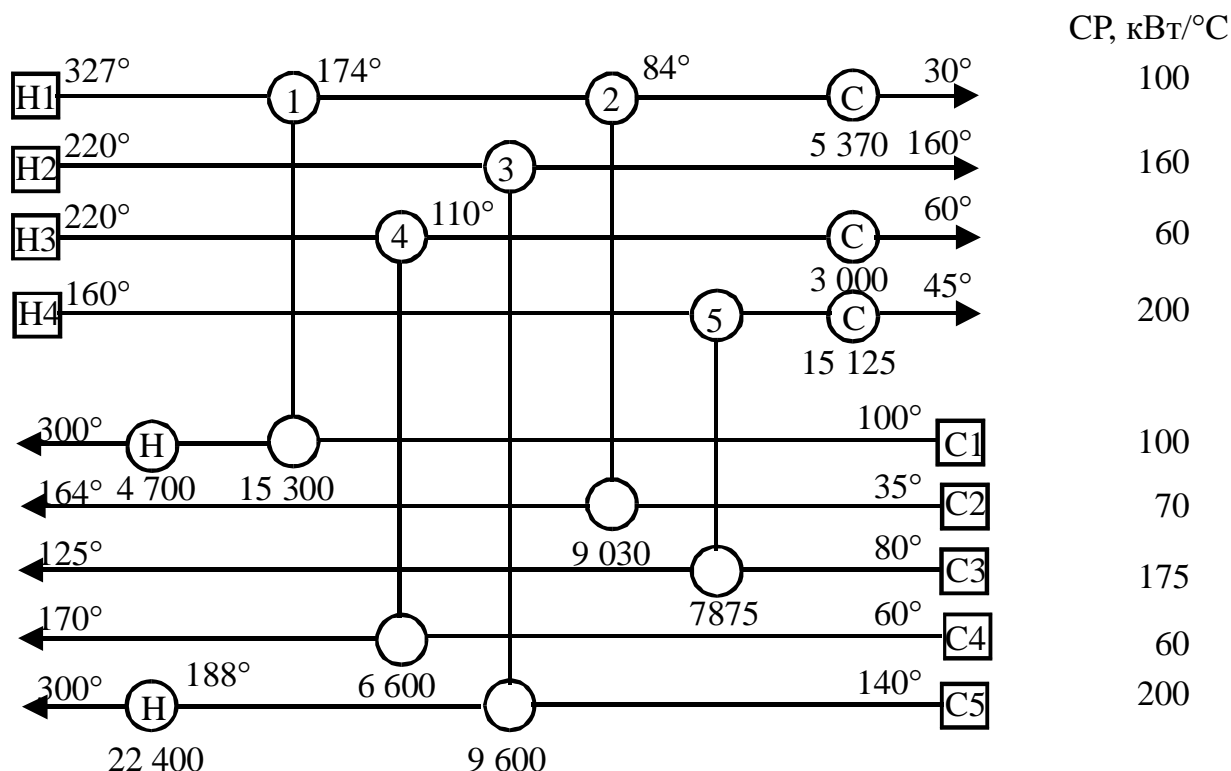 СР, кВт/°С
H1 327° 1 174° 2 84° C 30° 100
5 370
H2 220° 3 160° 160
H3 220° 4 110° C 60° 60
3 000
H4 160° 5 C 45° 200
15 125
300° H 100° C1 100
4 700 15 300
164° 35° C2 70
9 030
125° 80° C3 175
7875
170° 60° C4 60
6 600
300° H 188° 140° C5 200
22 400 9 600